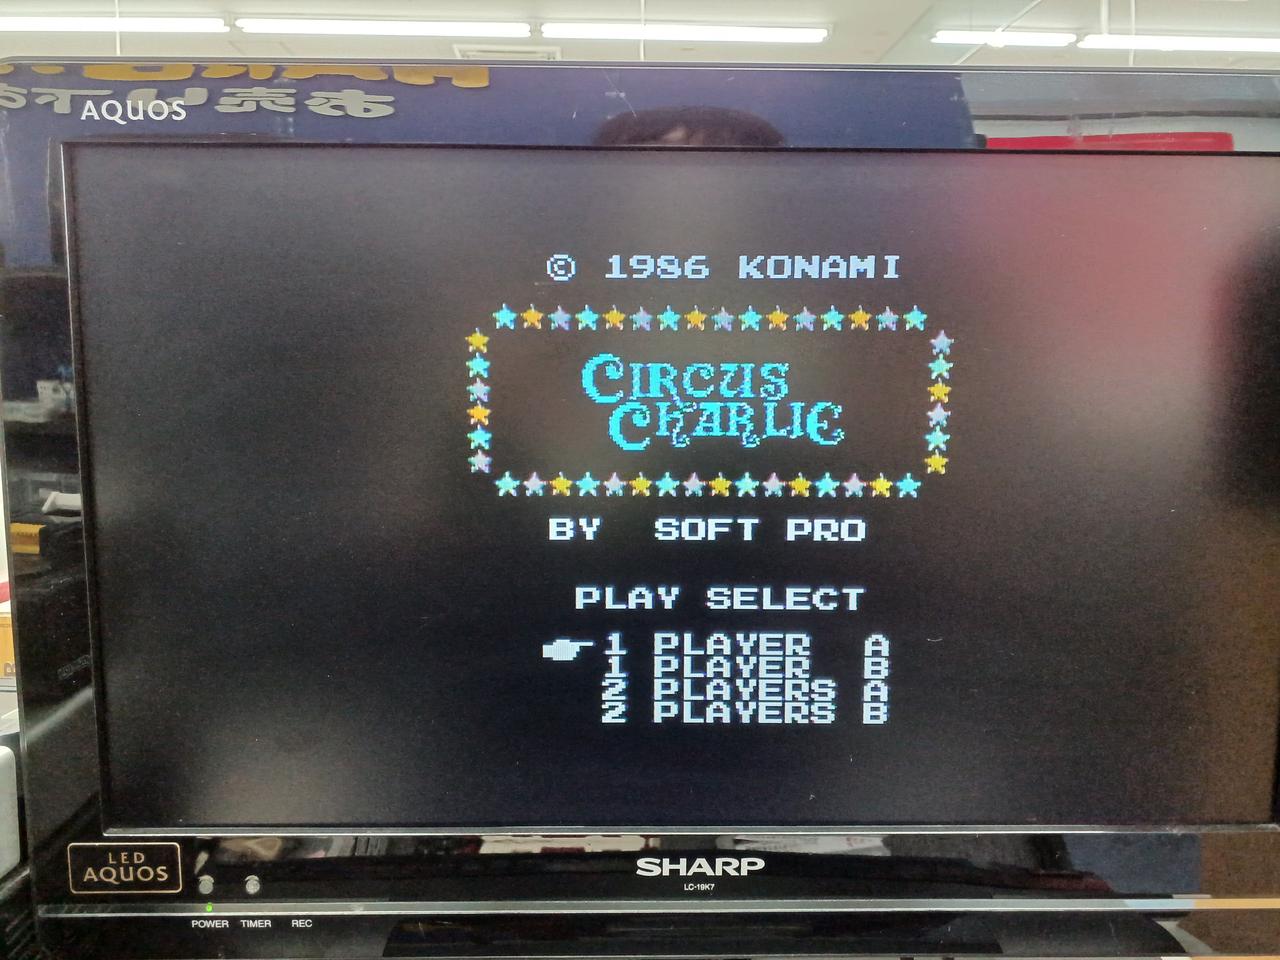 AQUOS
© 1986 KONAMI
CIRCUS
CHARLIE
BY SOFT PRO
PLAY SELECT
1 PLAYER A
1 PLAYER B
2 PLAYERS A
2 PLAYERS B
LED
AQUOS
SHARP
LC-19K7
POWER TIMER REC